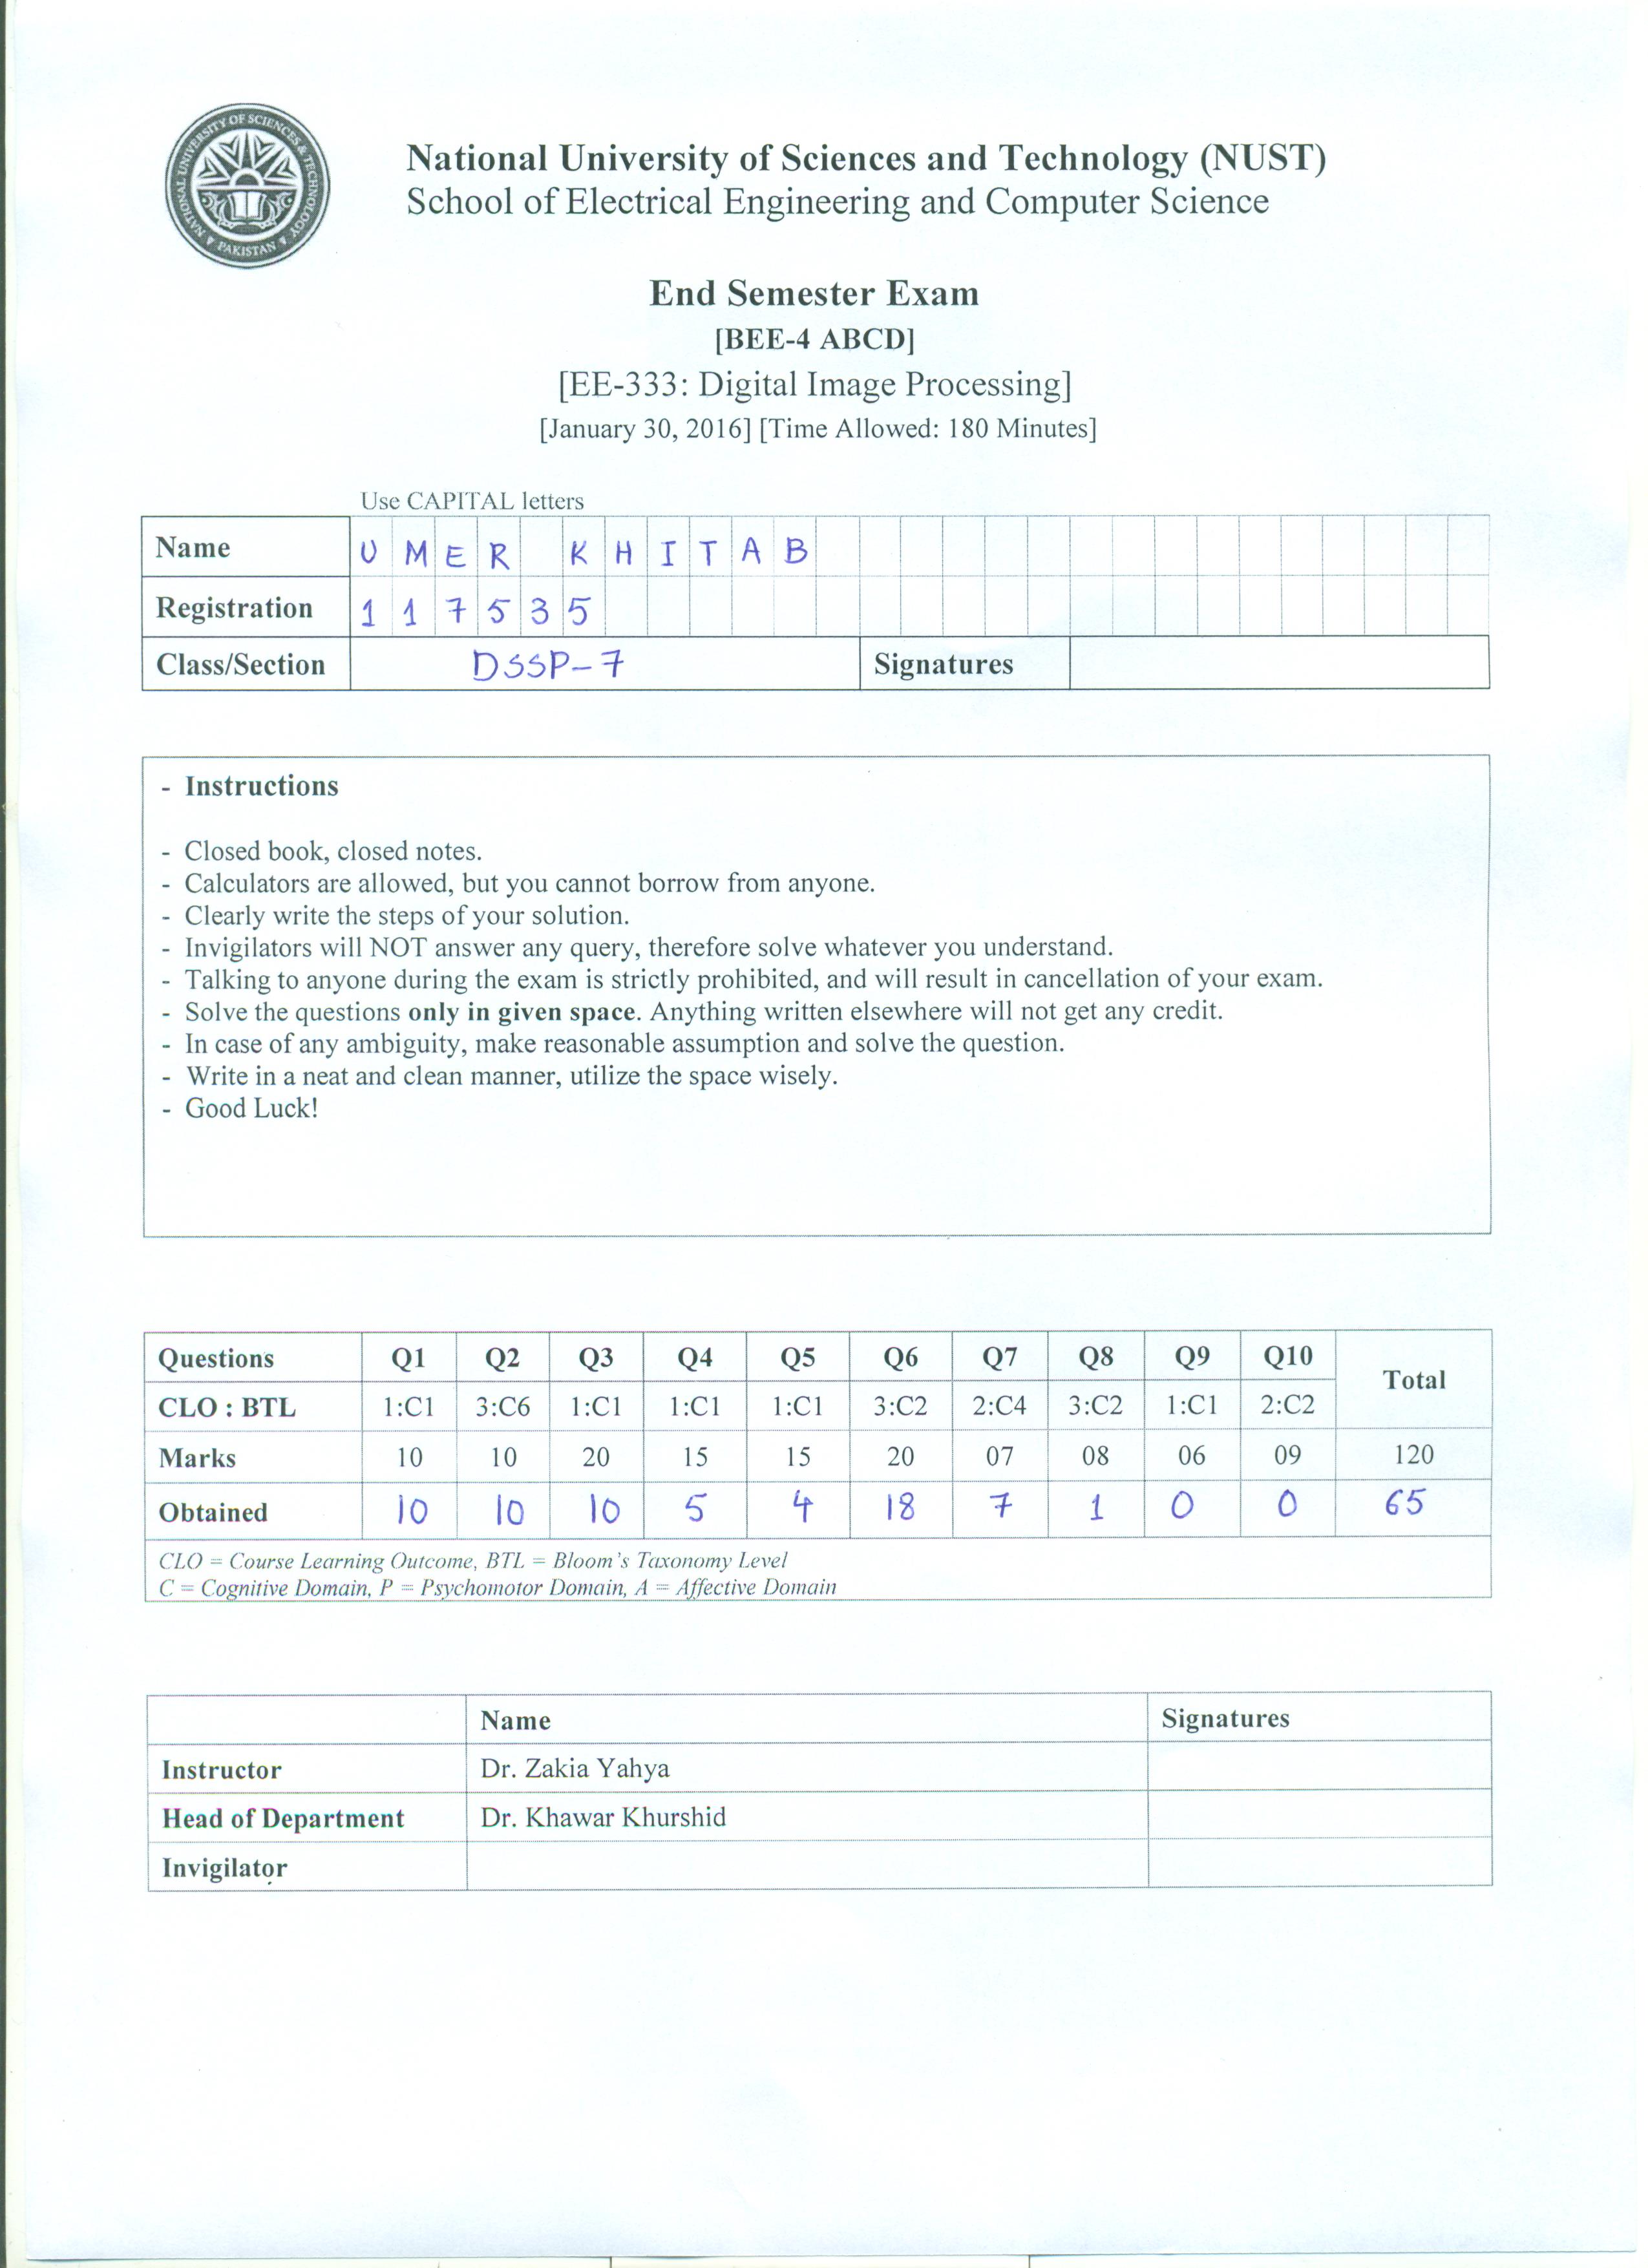 NATIONAL UNIVERSITY OF SCIENCES & TECHNOLOGY
PAKISTAN
National University of Sciences and Technology (NUST)
School of Electrical Engineering and Computer Science
End Semester Exam
[BEE-4 ABCD]
[EE-333: Digital Image Processing]
[January 30, 2016] [Time Allowed: 180 Minutes]
Use CAPITAL letters
Name UMER KHITAB
Registration 117535
Class/Section DSSP-7 Signatures
- Instructions
- Closed book, closed notes.
- Calculators are allowed, but you cannot borrow from anyone.
- Clearly write the steps of your solution.
- Invigilators will NOT answer any query, therefore solve whatever you understand.
- Talking to anyone during the exam is strictly prohibited, and will result in cancellation of your exam.
- Solve the questions only in given space. Anything written elsewhere will not get any credit.
- In case of any ambiguity, make reasonable assumption and solve the question.
- Write in a neat and clean manner, utilize the space wisely.
- Good Luck!
Questions Q1 Q2 Q3 Q4 Q5 Q6 Q7 Q8 Q9 Q10 Total
CLO : BTL 1:C1 3:C6 1:C1 1:C1 1:C1 3:C2 2:C4 3:C2 1:C1 2:C2
Marks 10 10 20 15 15 20 07 08 06 09 120
Obtained 10 10 10 5 4 18 7 1 0 0 65
CLO = Course Learning Outcome, BTL = Bloom's Taxonomy Level
C = Cognitive Domain, P = Psychomotor Domain, A = Affective Domain
Name Signatures
Instructor Dr. Zakia Yahya
Head of Department Dr. Khawar Khurshid
Invigilator